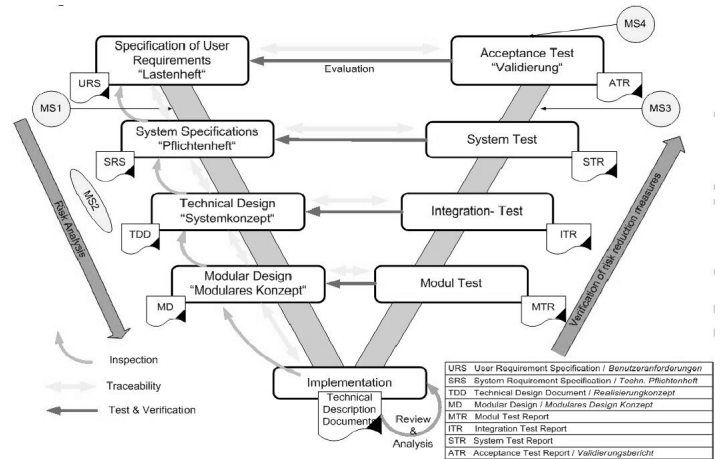 MS4
Specification of User
Requirements
"Lastenheft"
Acceptance Test
"Validierung"
Evaluation
URS
ATR
MS1
MS3
System Specifications
"Pflichtenheft"
System Test
SRS
STR
MS2
Risk Analysis
Technical Design
"Systemkonzept"
Integration- Test
TDD
ITR
Verification of risk reduction measures
Modular Design
"Modulares Konzept"
Modul Test
MD
MTR
Inspection
Traceability
Test & Verification
Implementation
Technical
Description
Documents
Review
&
Analysis
URS User Requirement Specification / Benutzeranforderungen
SRS System Requirement Specification / Techn. Pflichtenheft
TDD Technical Design Document / Realisierungkonzept
MD Modular Design / Modulares Design Konzept
MTR Modul Test Report
ITR Integration Test Report
STR System Test Report
ATR Acceptance Test Report / Validierungsbericht